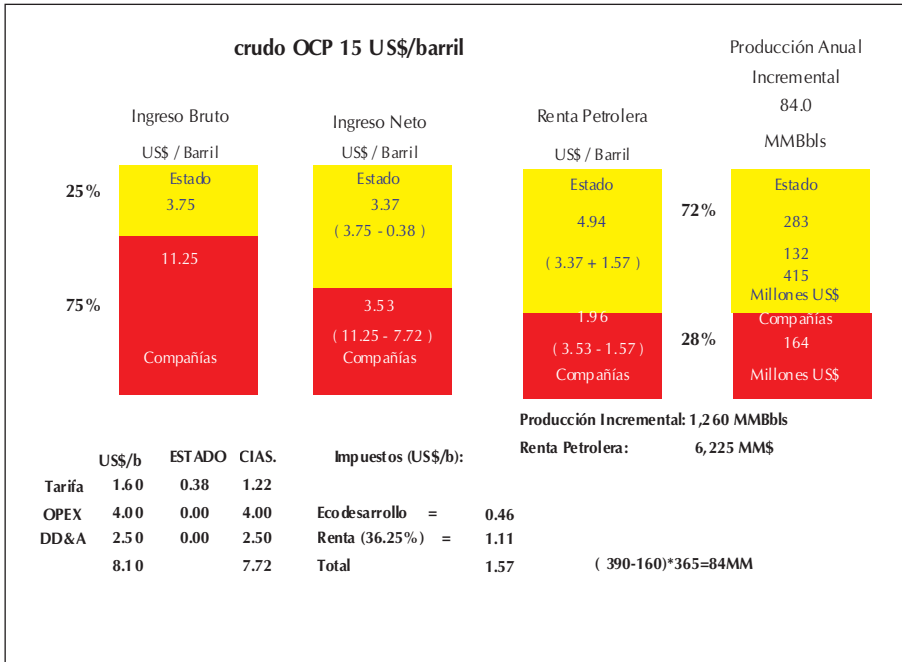 crudo OCP 15 US$/barril
Producción Anual
Incremental
84.0
MMBbls
Ingreso Bruto
US$ / Barril
Estado
25%
3.75
11.25
75%
Compañías
Ingreso Neto
US$ / Barril
Estado
3.37
( 3.75 - 0.38 )
3.53
( 11.25 - 7.72 )
Compañías
Renta Petrolera
US$ / Barril
Estado
4.94
( 3.37 + 1.57 )
1.96
( 3.53 - 1.57 )
Compañías
72%
28%
Estado
283
132
415
Millones US$
Compañías
164
Millones US$
Producción Incremental: 1,260 MMBbls
Renta Petrolera: 6,225 MM$
US$/b ESTADO CIAS.
Tarifa 1.60 0.38 1.22
OPEX 4.00 0.00 4.00
DD&A 2.50 0.00 2.50
8.10 7.72
Impuestos (US$/b):
Ecodesarrollo = 0.46
Renta (36.25%) = 1.11
Total 1.57
( 390-160)*365=84MM